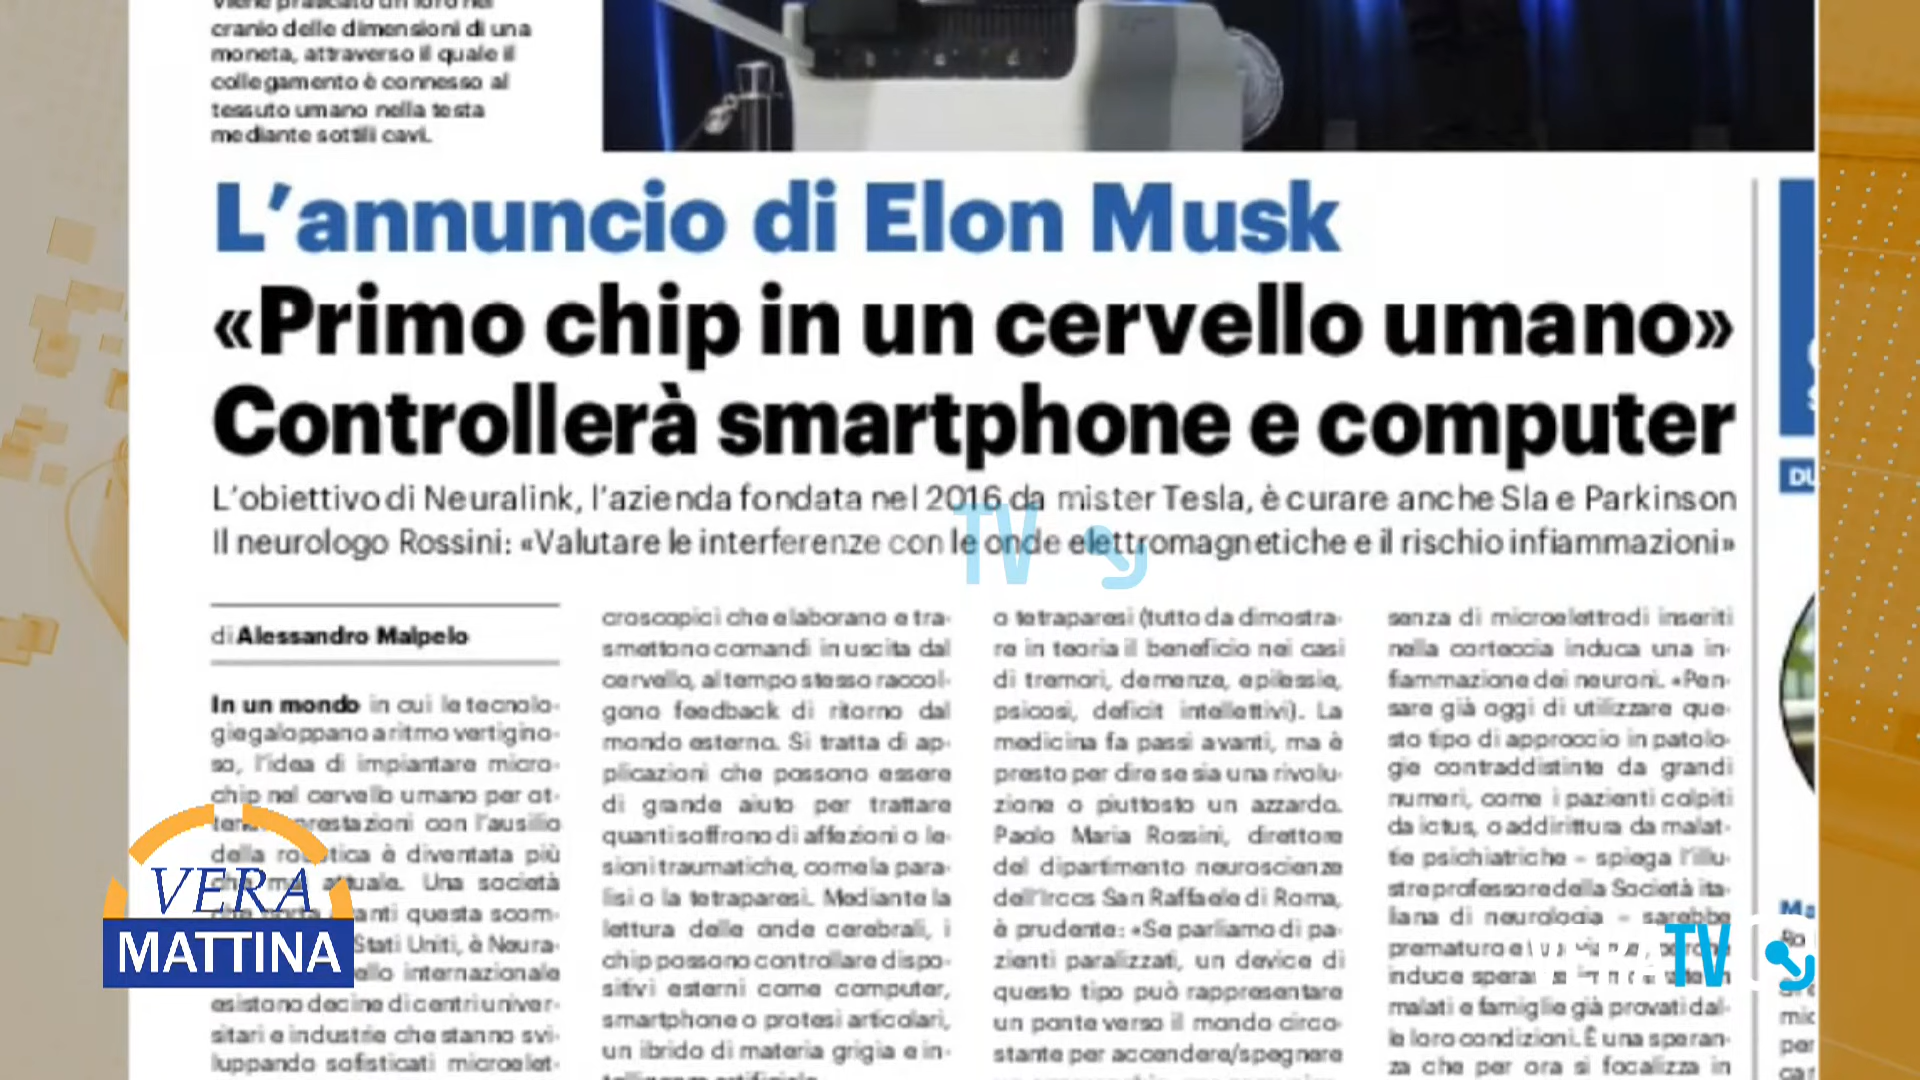 cranio delle dimensioni di una
moneta, attraverso il quale il
collegamento è connesso al
tessuto umano nella testa
mediante sottili cavi.
L'annuncio di Elon Musk
«Primo chip in un cervello umano»
Controllerà smartphone e computer
L'obiettivo di Neuralink, l'azienda fondata nel 2016 da mister Tesla, è curare anche Sla e Parkinson
Il neurologo Rossini: «Valutare le interferenze con le onde elettromagnetiche e il rischio infiammazioni»
TV
di Alessandro Malpelo
In un mondo in cui le tecnolo-
gie galoppano a ritmo vertigino-
so, l'idea di impiantare micro-
chip nel cervello umano per ot-
prestazioni con l'ausilio
della è diventata più
Una società
questa scom-
Stati Uniti, è Neura-
internazionale
esistono decine di centri univer-
sitari e industrie che stanno svi-
luppando sofisticati microelet-
croscopici che elaborano e tra-
smettono comandi in uscita dal
cervello, al tempo stesso raccol-
gono feedback di ritorno dal
mondo esterno. Si tratta di ap-
plicazioni che possono essere
di grande aiuto per trattare
quanti soffrono di affezioni o le-
sioni traumatiche, come la para-
lisi o la tetraparesi. Mediante la
lettura delle onde cerebrali, i
chip possono controllare dispo-
sitivi esterni come computer,
smartphone o protesi articolari,
un ibrido di materia grigia e in-
o tetraparesi (tutto da dimostra-
re in teoria il beneficio nei casi
di tremori, demenze, epilessie,
psicosi, deficit intellettivi). La
medicina fa passi avanti, ma è
presto per dire se sia una rivolu-
zione o piuttosto un azzardo.
Paolo Maria Rossini, direttore
del dipartimento neuroscienze
dell'Irccs San Raffaele di Roma,
è prudente: «Se parliamo di pa-
zienti paralizzati, un device di
questo tipo può rappresentare
un ponte verso il mondo circo-
stante per accendere/spegnere
senza di microelettrodi inseriti
nella corteccia induca una in-
fiammazione dei neuroni. «Pen-
sare già oggi di utilizzare que-
sto tipo di approccio in patolo-
gie contraddistinte da grandi
numeri, come i pazienti colpiti
da ictus, o addirittura da malat-
tie psichiatriche – spiega l'illu-
stre professore della Società ita-
liana di neurologia – sarebbe
prematuro e
induce
malati e famiglie già provati dal-
le loro condizioni. È una speran-
za che per ora si focalizza in
VERA
MATTINA
VERA TV